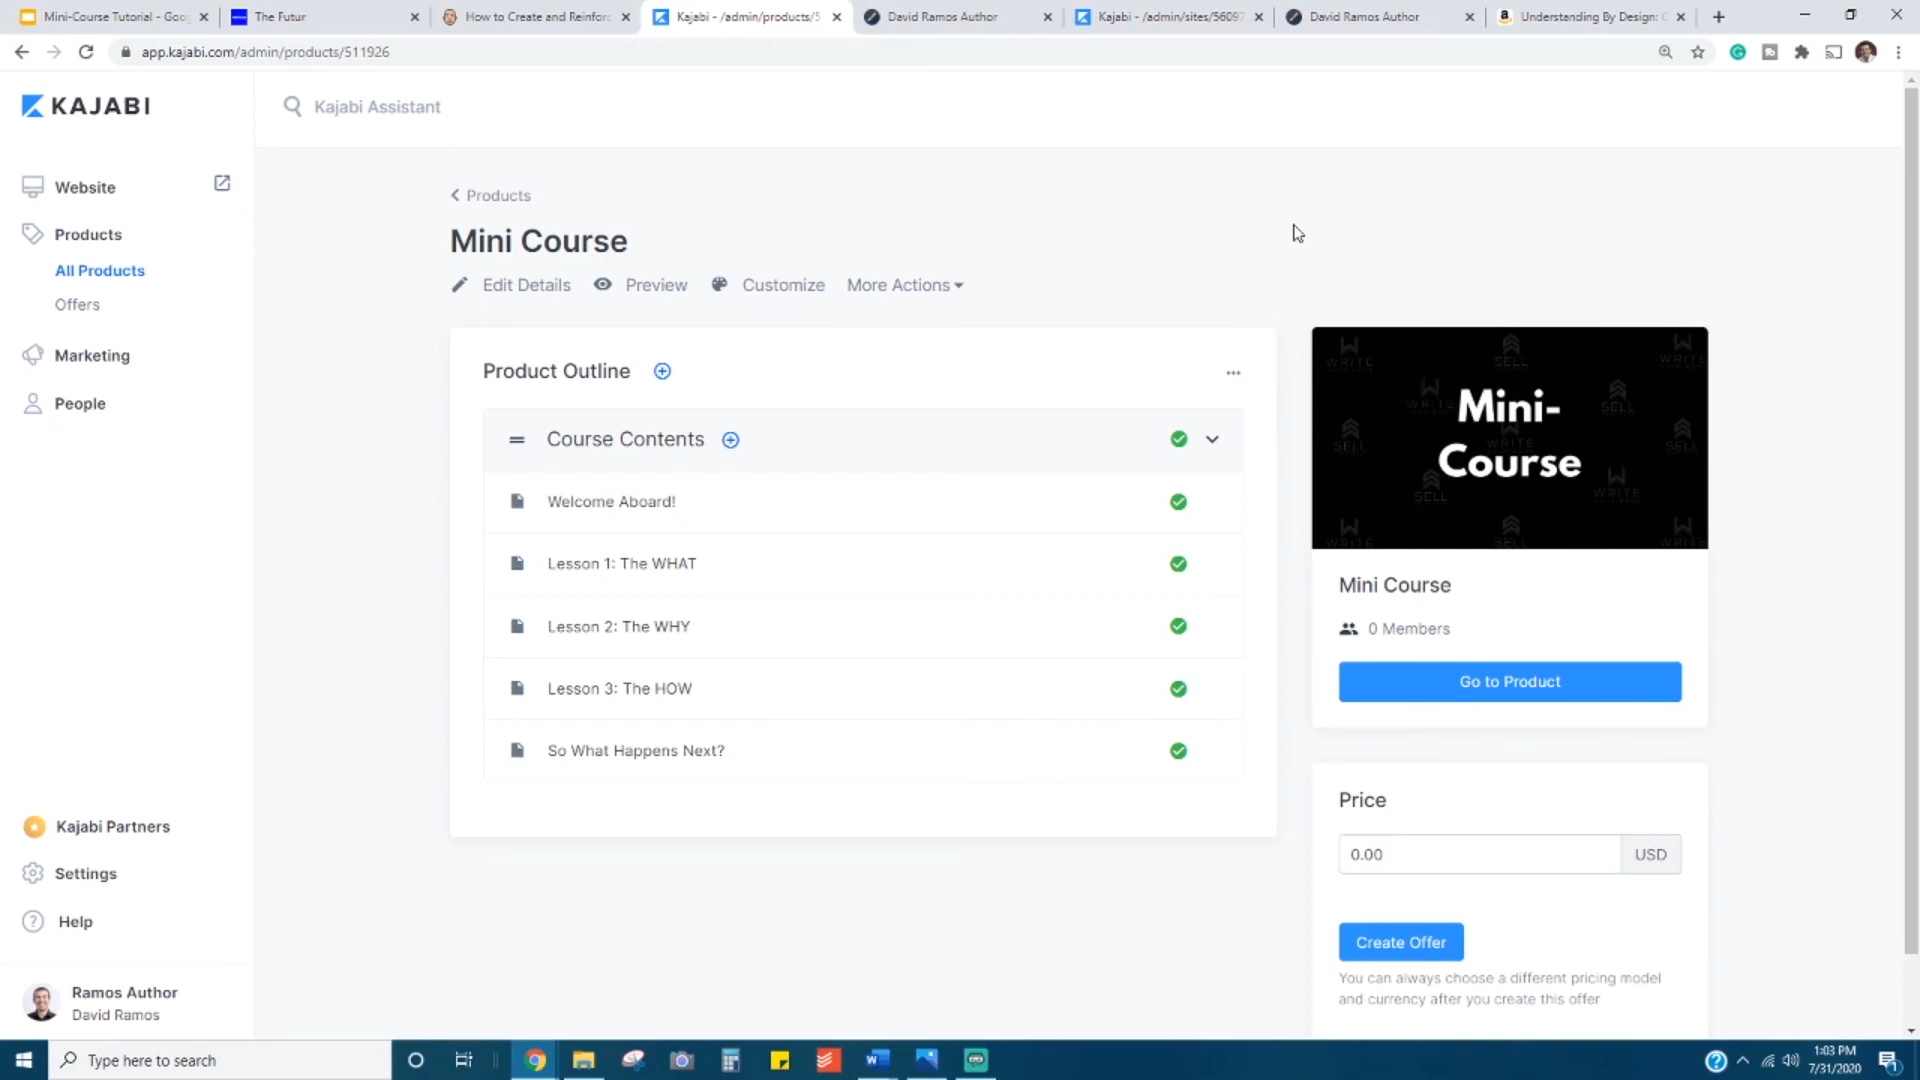 Mini-Course Tutorial - Goo
The Futur
How to Create and Reinfor
Kajabi - /admin/products/5
David Ramos Author
Kajabi - /admin/sites/56097
David Ramos Author
Understanding By Design:
app.kajabi.com/admin/products/511926
KAJABI
Kajabi Assistant
Website
Products
All Products
Offers
Marketing
People
Kajabi Partners
Settings
Help
Ramos Author
David Ramos
Products
Mini Course
Edit Details
Preview
Customize
More Actions
Product Outline
Course Contents
Welcome Aboard!
Lesson 1: The WHAT
Lesson 2: The WHY
Lesson 3: The HOW
So What Happens Next?
Mini-
Course
Mini Course
0 Members
Go to Product
Price
0.00
USD
Create Offer
You can always choose a different pricing model
and currency after you create this offer
Type here to search
1:03 PM
7/31/2020